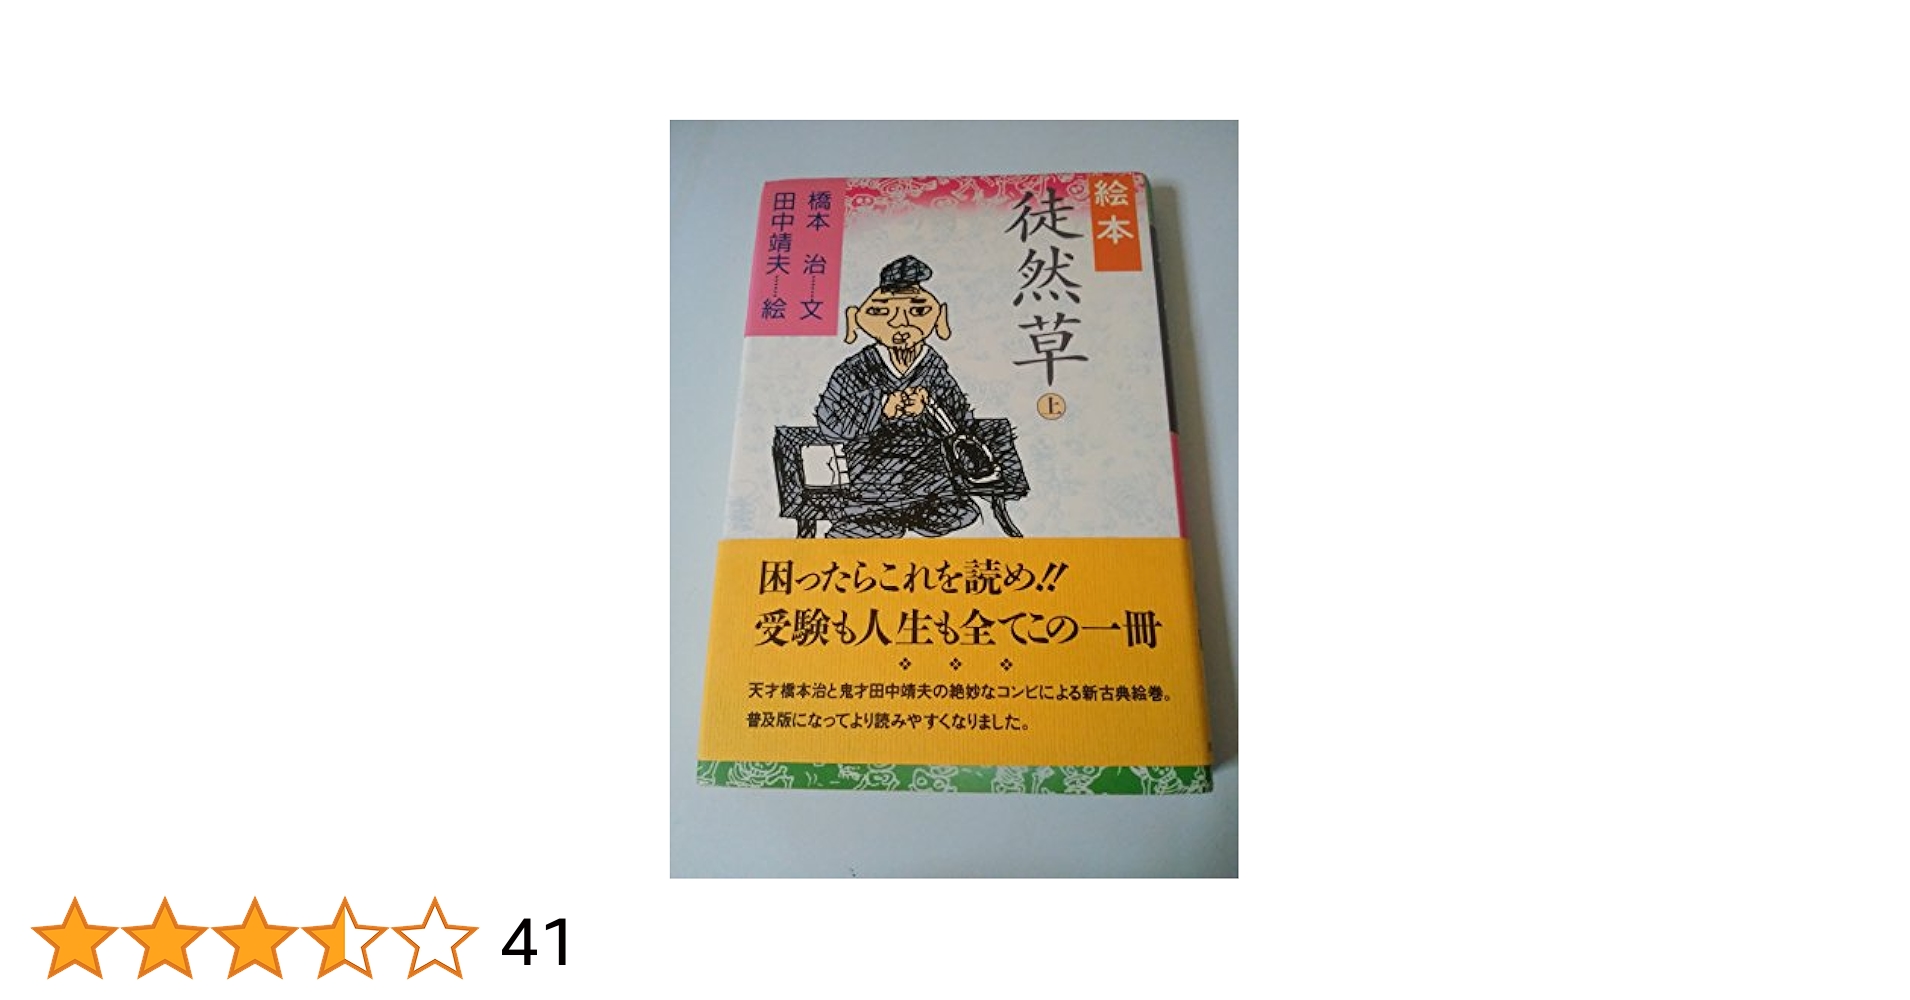 絵本
徒然草
上
橋本 治……文
田中靖夫……絵
困ったらこれを読め!!
受験も人生も全てこの一冊
❖ ❖ ❖
天才橋本治と鬼才田中靖夫の絶妙なコンビによる新古典絵巻。
普及版になってより読みやすくなりました。
41